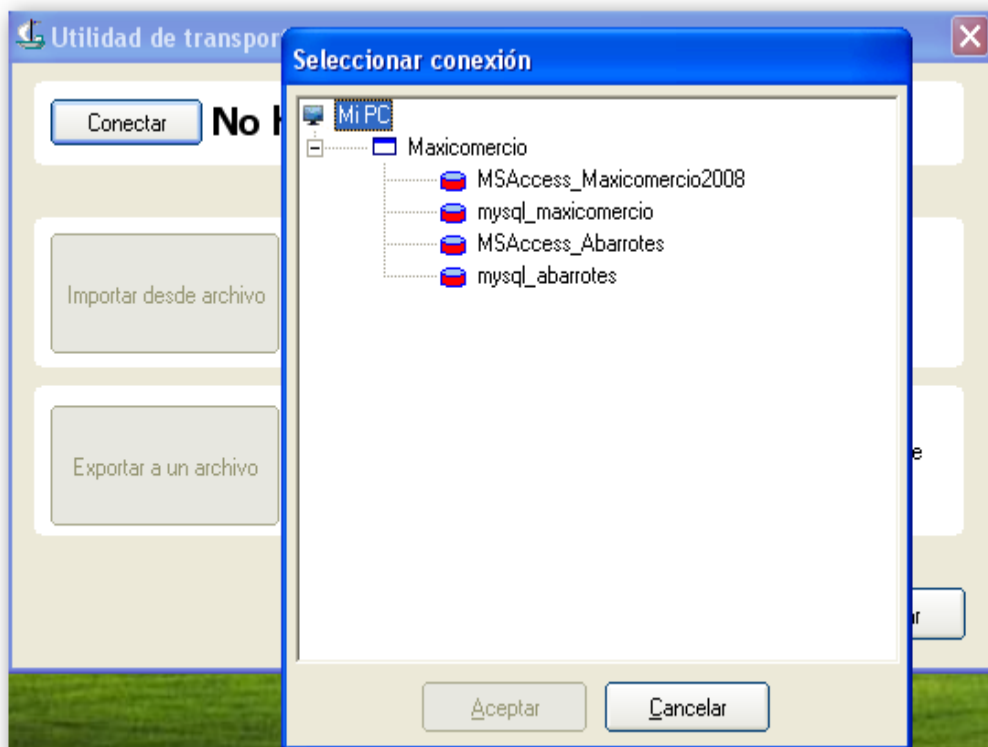 Utilidad de transpor
Seleccionar conexión
Conectar
No
Mi PC
Maxicomercio
MSAccess_Maxicomercio2008
mysql_maxicomercio
MSAccess_Abarrotes
mysql_abarrotes
Importar desde archivo
Exportar a un archivo
e
Aceptar
Cancelar